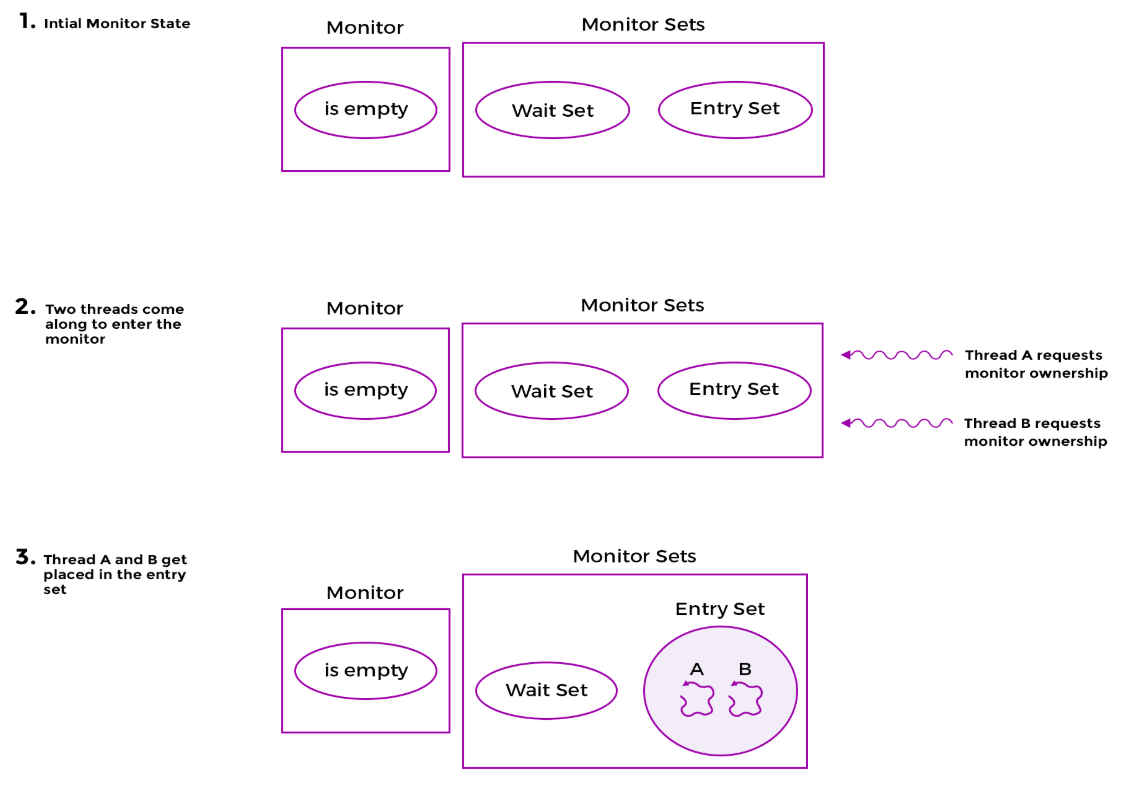 1. Intial Monitor State
Monitor
Monitor Sets
is empty
Wait Set
Entry Set
2. Two threads come
along to enter the
monitor
Monitor
Monitor Sets
is empty
Wait Set
Entry Set
Thread A requests
monitor ownership
Thread B requests
monitor ownership
3. Thread A and B get
placed in the entry
set
Monitor
Monitor Sets
is empty
Wait Set
Entry Set
A
B